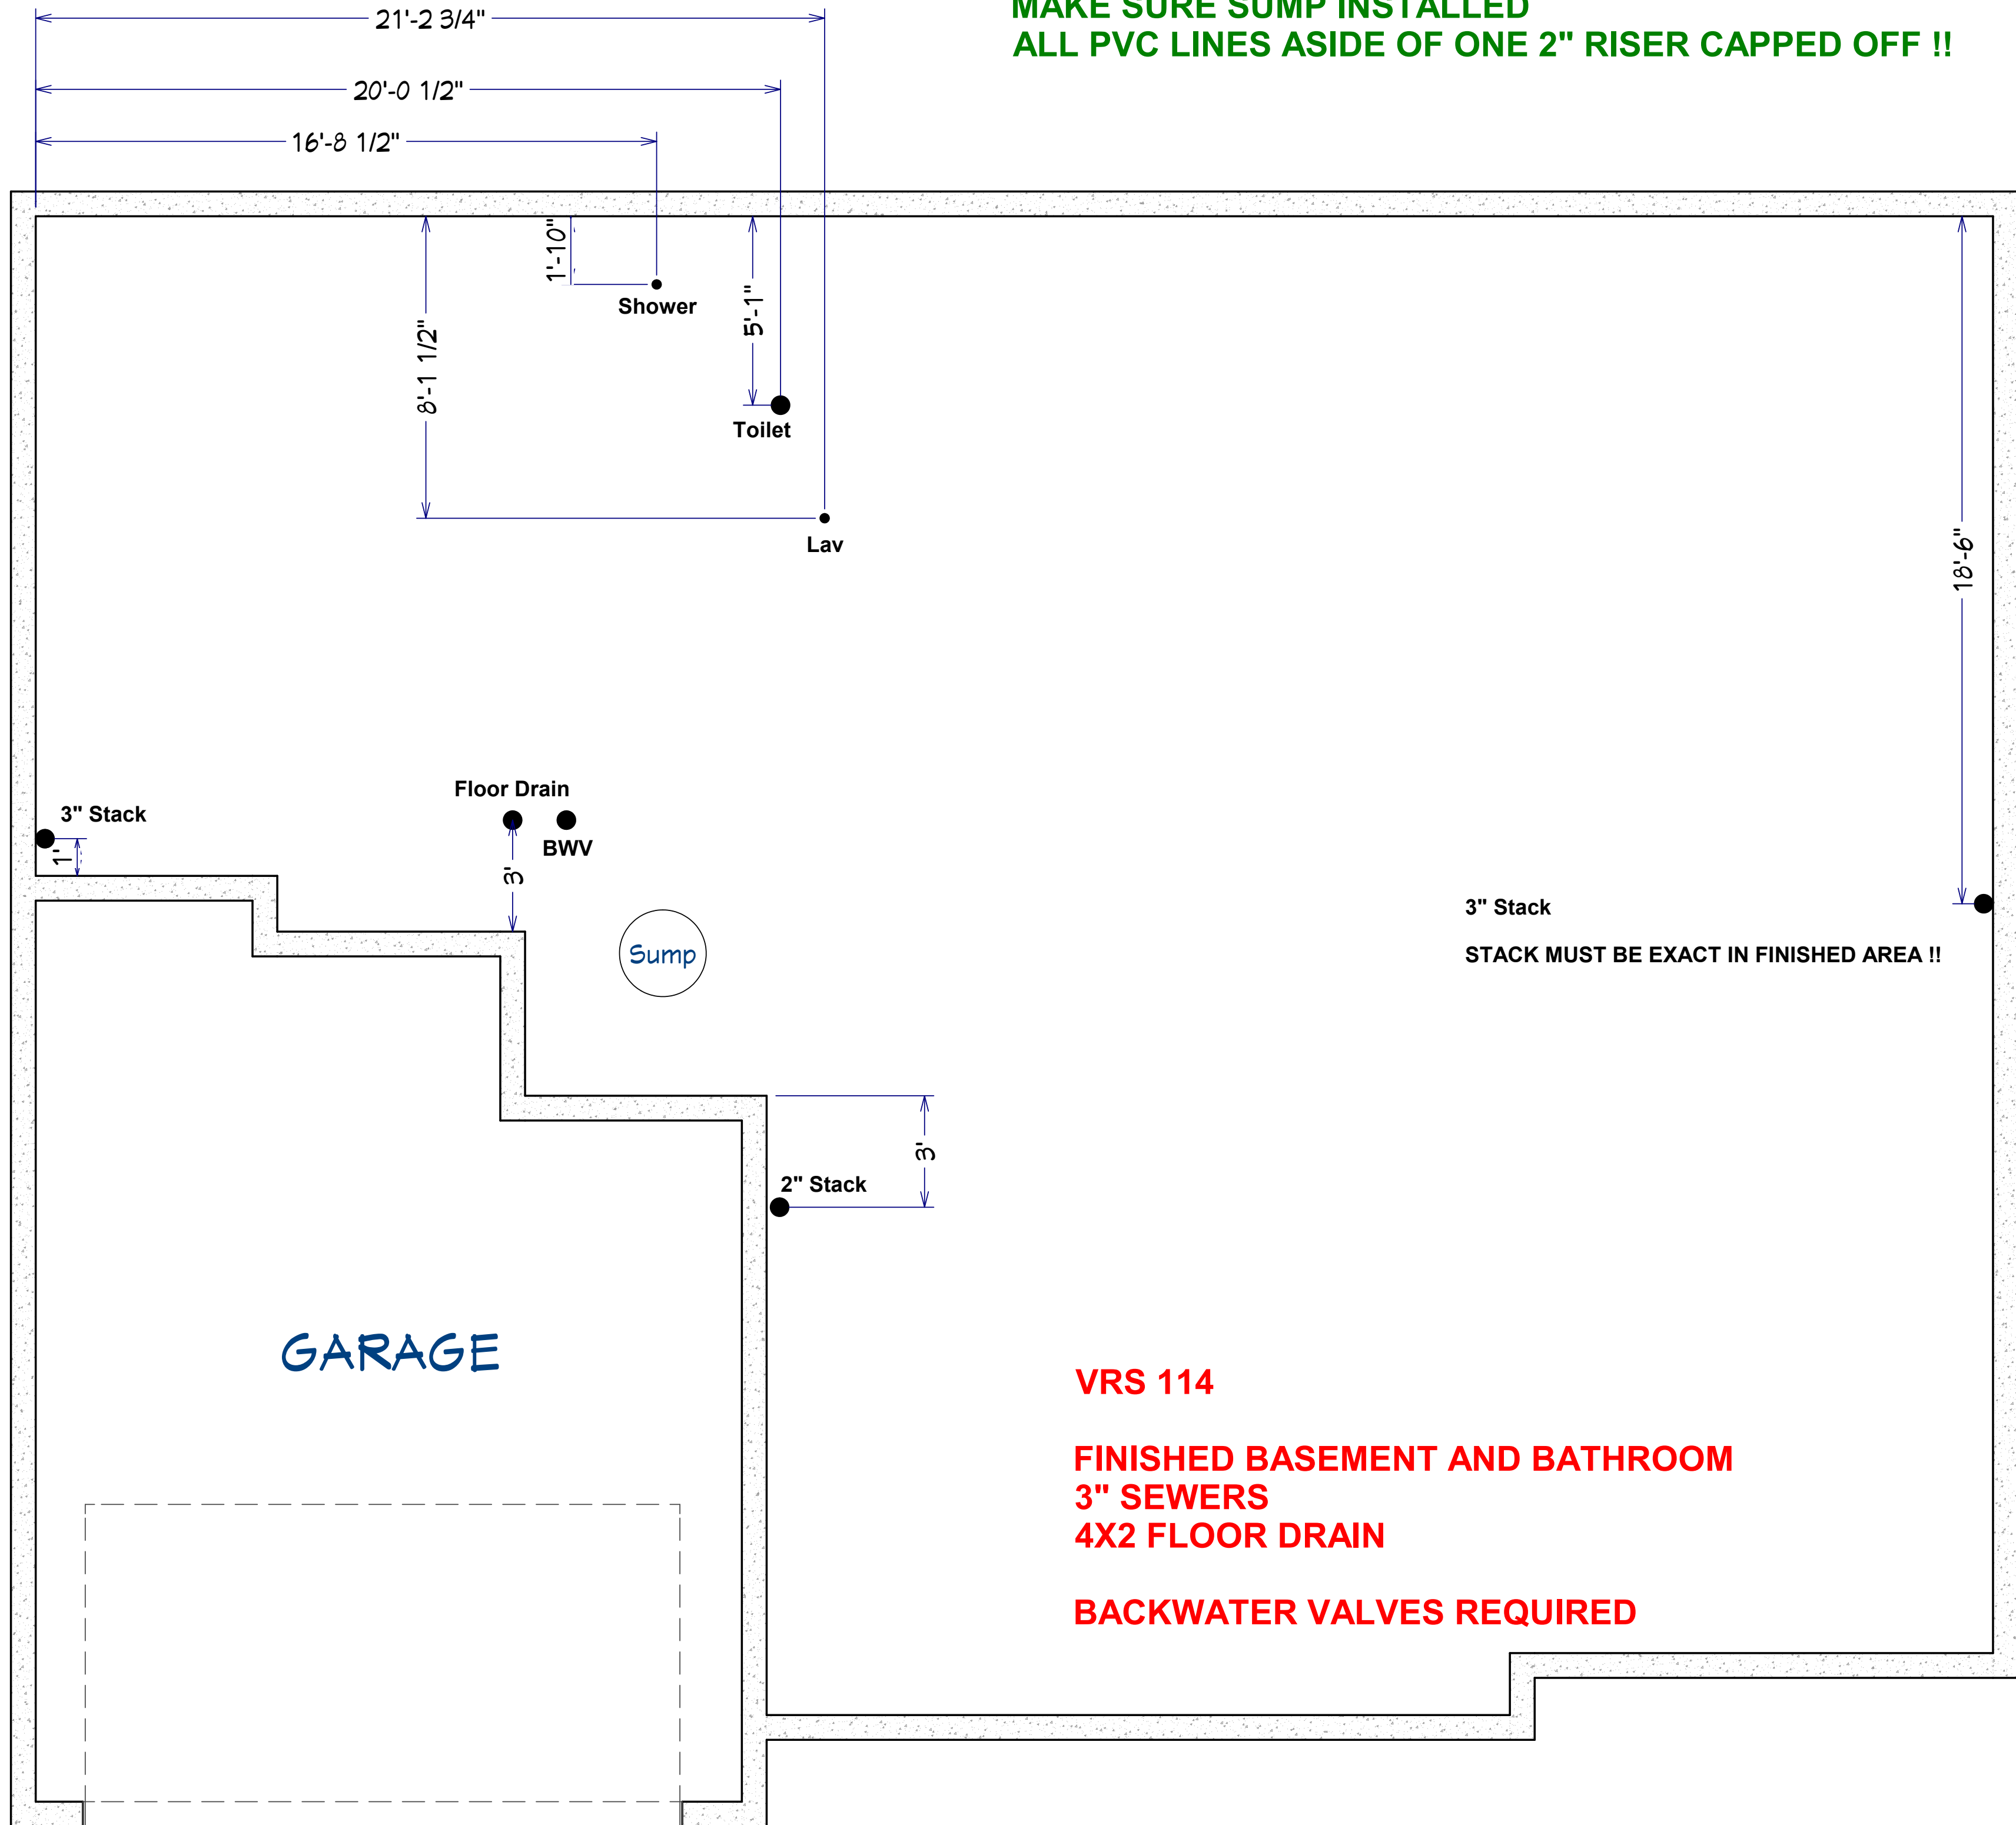 MAKE SURE SUMP INSTALLED
ALL PVC LINES ASIDE OF ONE 2" RISER CAPPED OFF !!
21'-2 3/4"
20'-0 1/2"
16'-8 1/2"
1'-10"
Shower
5'-1"
8'-1 1/2"
Toilet
Lav
18'-6"
Floor Drain
3" Stack
BWV
1'
3'
3" Stack
Sump
STACK MUST BE EXACT IN FINISHED AREA !!
3'
2" Stack
GARAGE
VRS 114
FINISHED BASEMENT AND BATHROOM
3" SEWERS
4X2 FLOOR DRAIN
BACKWATER VALVES REQUIRED